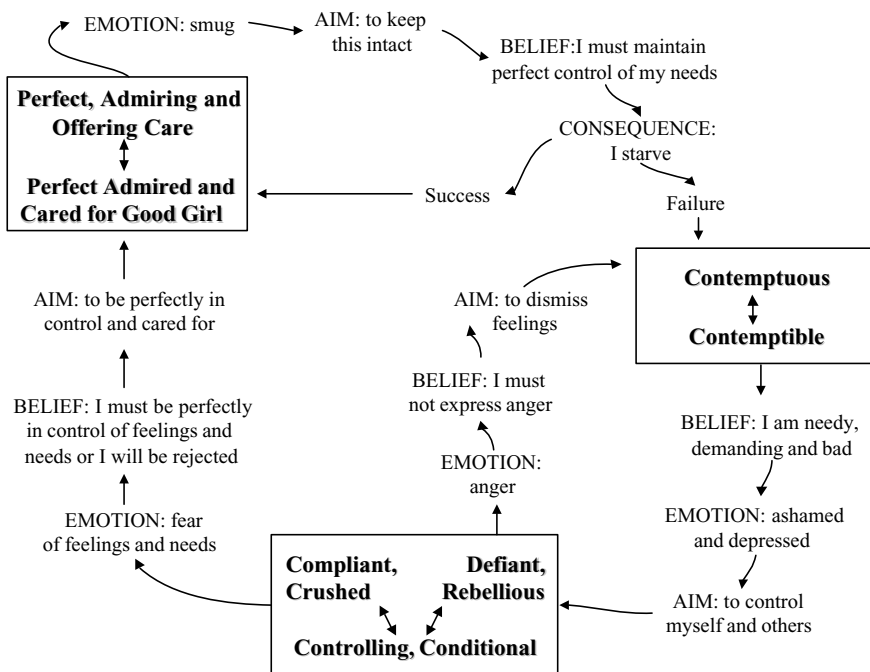 EMOTION: smug
AIM: to keep
this intact
BELIEF:I must maintain
perfect control of my needs
CONSEQUENCE:
I starve
Success
Failure
Perfect, Admiring and
Offering Care
Perfect Admired and
Cared for Good Girl
Contemptuous
Contemptible
AIM: to be perfectly in
control and cared for
AIM: to dismiss
feelings
BELIEF: I must be perfectly
in control of feelings and
needs or I will be rejected
BELIEF: I must
not express anger
BELIEF: I am needy,
demanding and bad
EMOTION: fear
of feelings and needs
EMOTION:
anger
EMOTION: ashamed
and depressed
Compliant,
Crushed
Defiant,
Rebellious
Controlling, Conditional
AIM: to control
myself and others